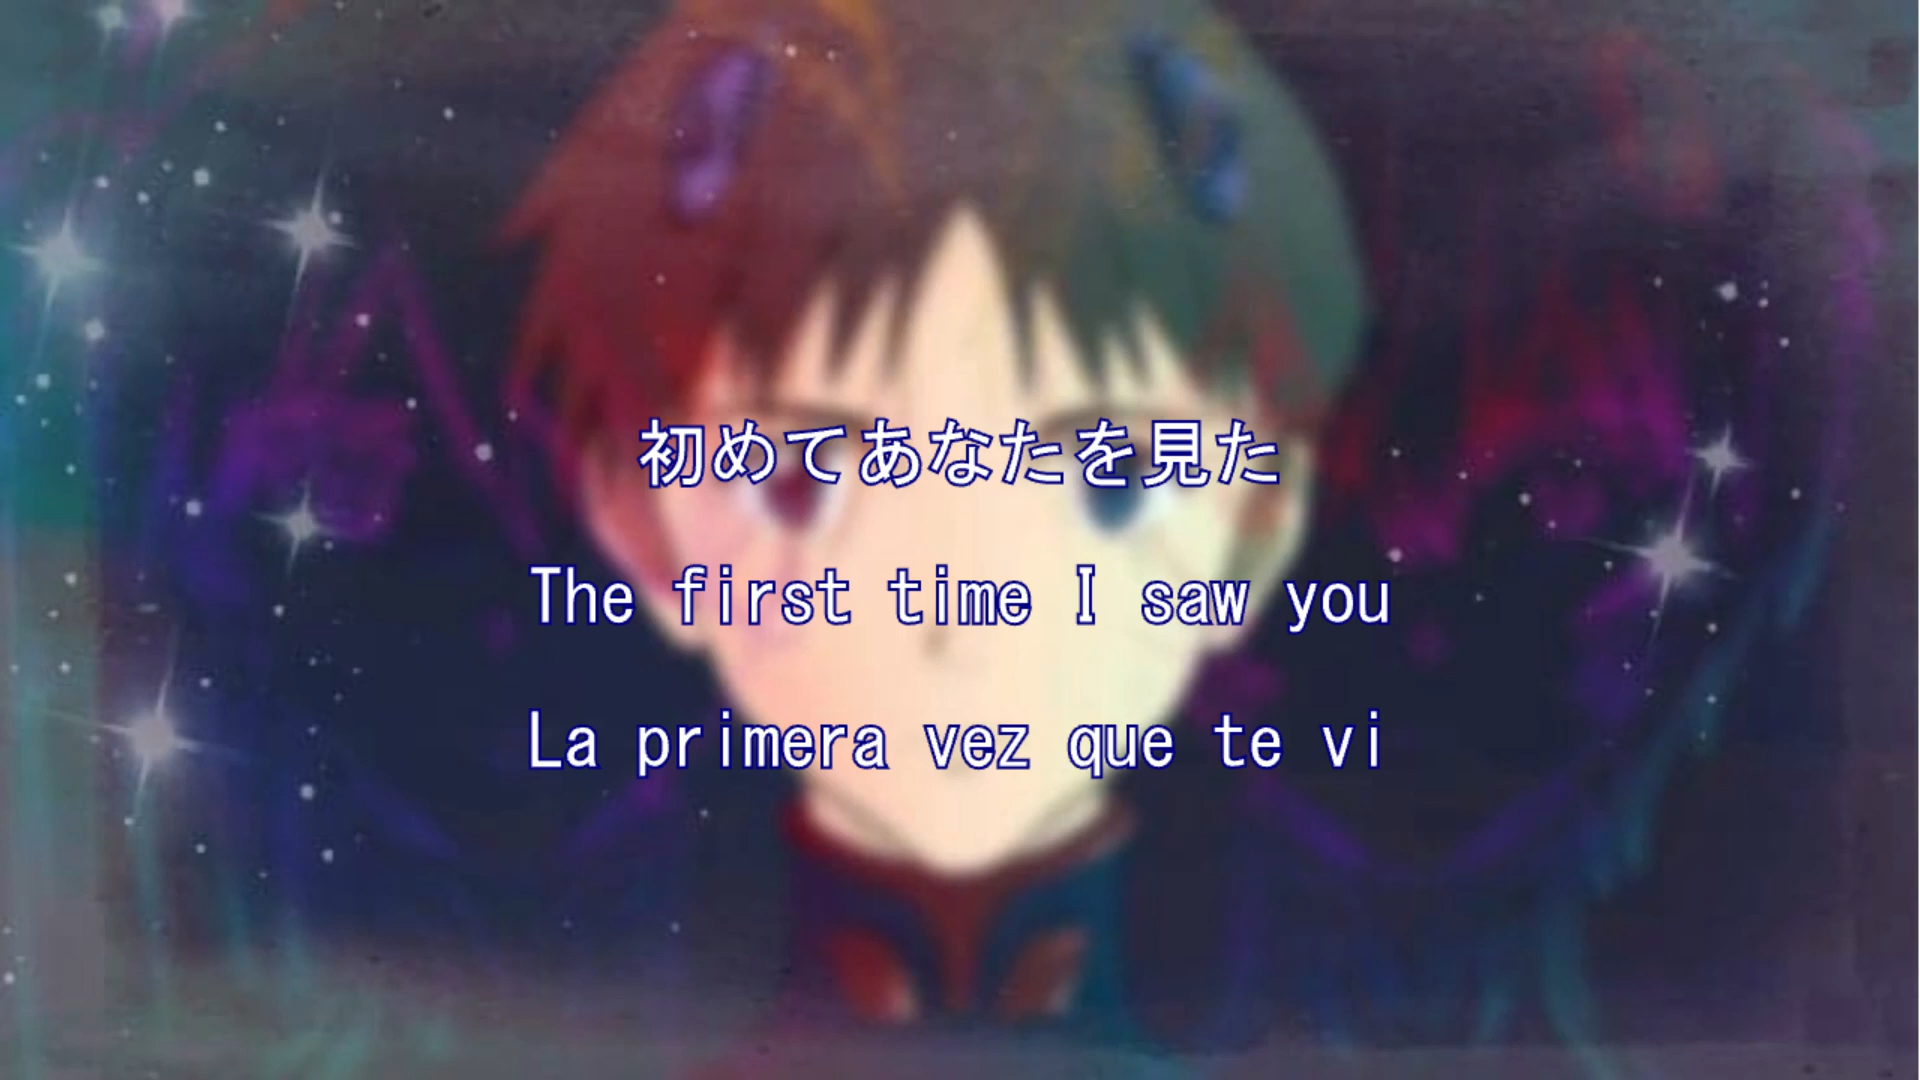 初めてあなたを見た
The first time I saw you
La primera vez que te vi